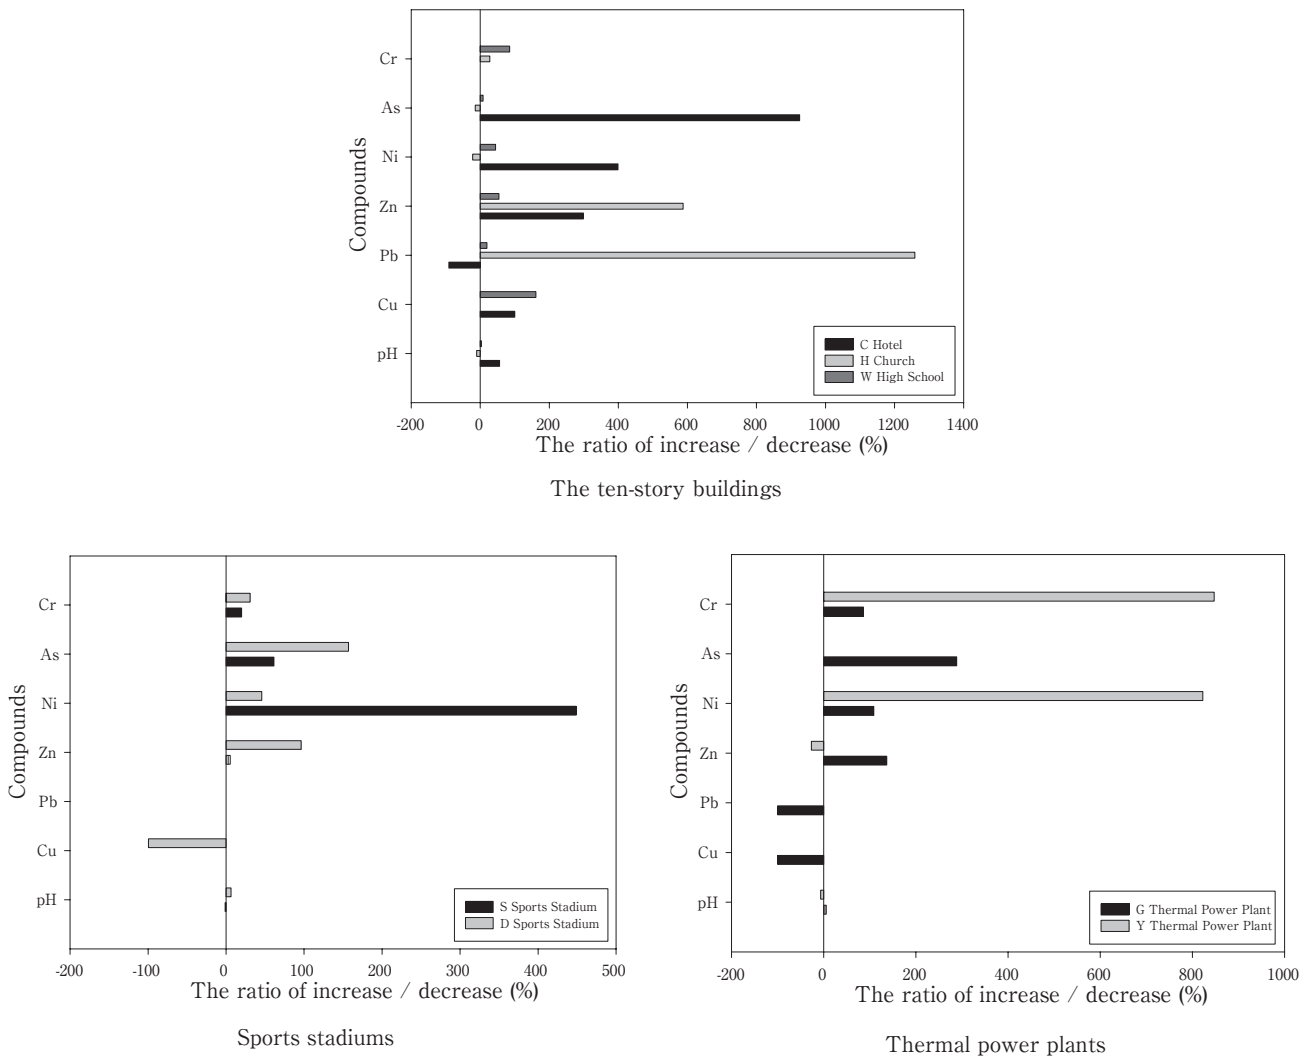 Compounds
Cr
As
Ni
Zn
Pb
Cu
pH
C Hotel
H Church
W High School
-200 0 200 400 600 800 1000 1200 1400
The ratio of increase / decrease (%)
The ten-story buildings
Compounds
Cr
As
Ni
Zn
Pb
Cu
pH
S Sports Stadium
D Sports Stadium
-200 -100 0 100 200 300 400 500
The ratio of increase / decrease (%)
Sports stadiums
Compounds
Cr
As
Ni
Zn
Pb
Cu
pH
G Thermal Power Plant
Y Thermal Power Plant
-200 0 200 400 600 800 1000
The ratio of increase / decrease (%)
Thermal power plants